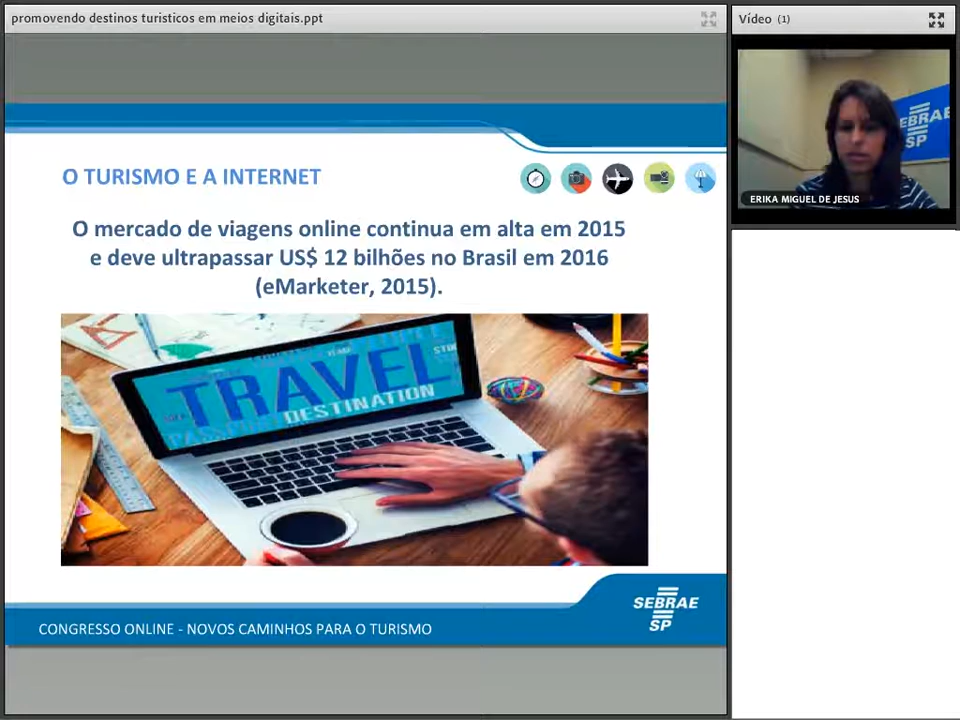 promovendo destinos turisticos em meios digitais.ppt
Vídeo (1)
EBRAE
SP
ERIKA MIGUEL DE JESUS
O TURISMO E A INTERNET
O mercado de viagens online continua em alta em 2015
e deve ultrapassar US$ 12 bilhões no Brasil em 2016
(eMarketer, 2015).
TRAVEL
DESTINATION
SEBRAE
SP
CONGRESSO ONLINE - NOVOS CAMINHOS PARA O TURISMO